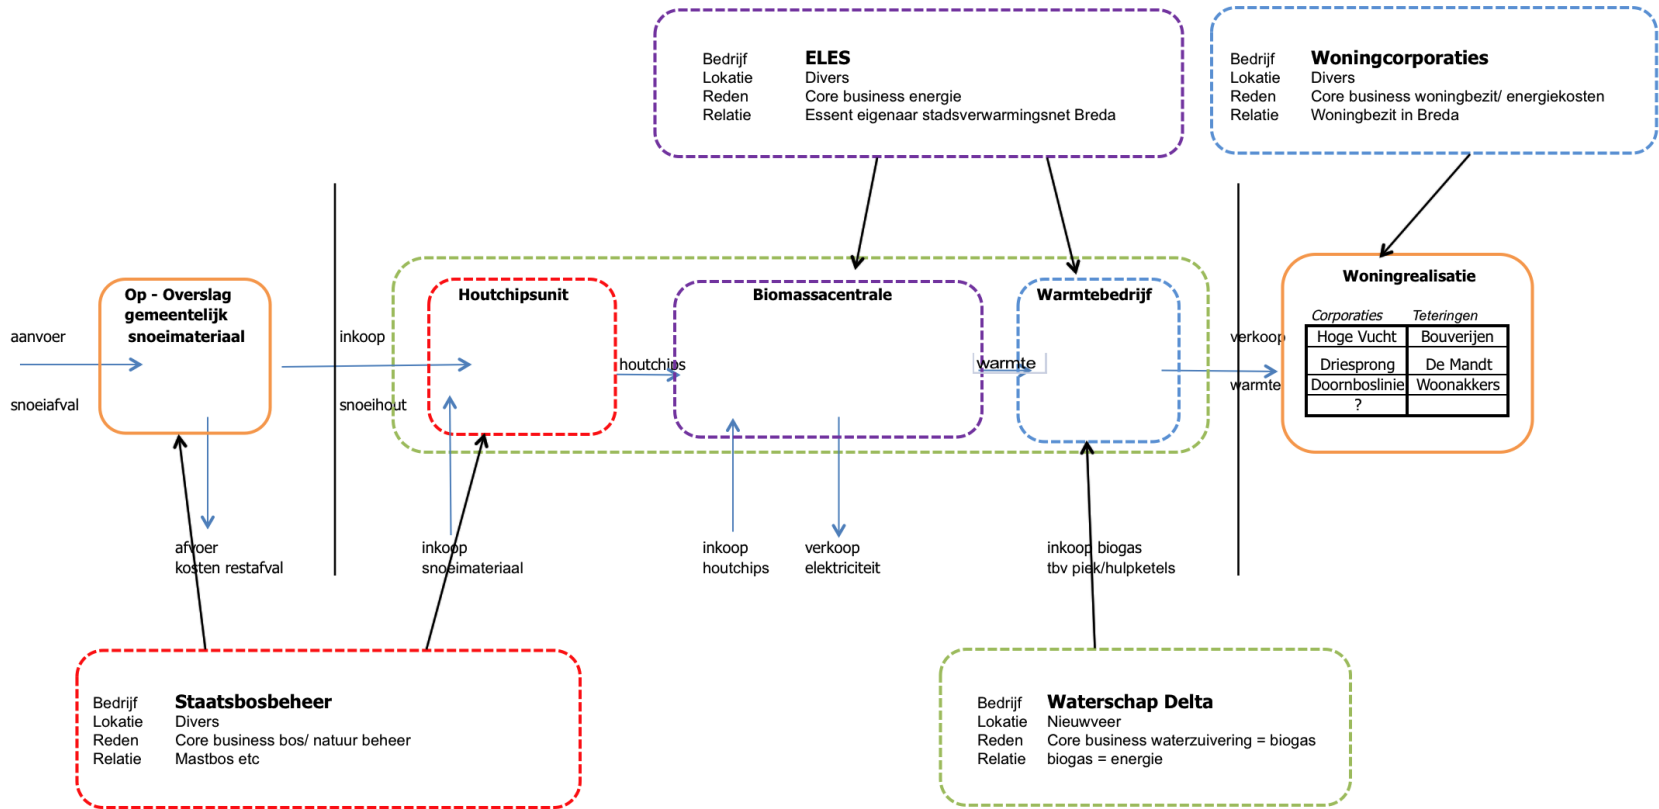 Bedrijf ELES
Lokatie Divers
Reden Core business energie
Relatie Essent eigenaar stadsverwarmingsnet Breda
Bedrijf Woningcorporaties
Lokatie Divers
Reden Core business woningbezit/ energiekosten
Relatie Woningbezit in Breda
aanvoer
snoeiafval
Op - Overslag
gemeentelijk
snoeimateriaal
afvoer
kosten restafval
inkoop
snoeihout
Houtchipsunit
inkoop
snoeimateriaal
houtchips
Biomassacentrale
inkoop
houtchips
verkoop
elektriciteit
warmte
Warmtebedrijf
inkoop biogas
tbv piek/hulpketels
verkoop
warmte
Woningrealisatie
Corporaties Teteringen
Hoge Vucht Bouverijen
Driesprong De Mandt
Doornboslinie Woonakkers
?
Bedrijf Staatsbosbeheer
Lokatie Divers
Reden Core business bos/ natuur beheer
Relatie Mastbos etc
Bedrijf Waterschap Delta
Lokatie Nieuwveer
Reden Core business waterzuivering = biogas
Relatie biogas = energie